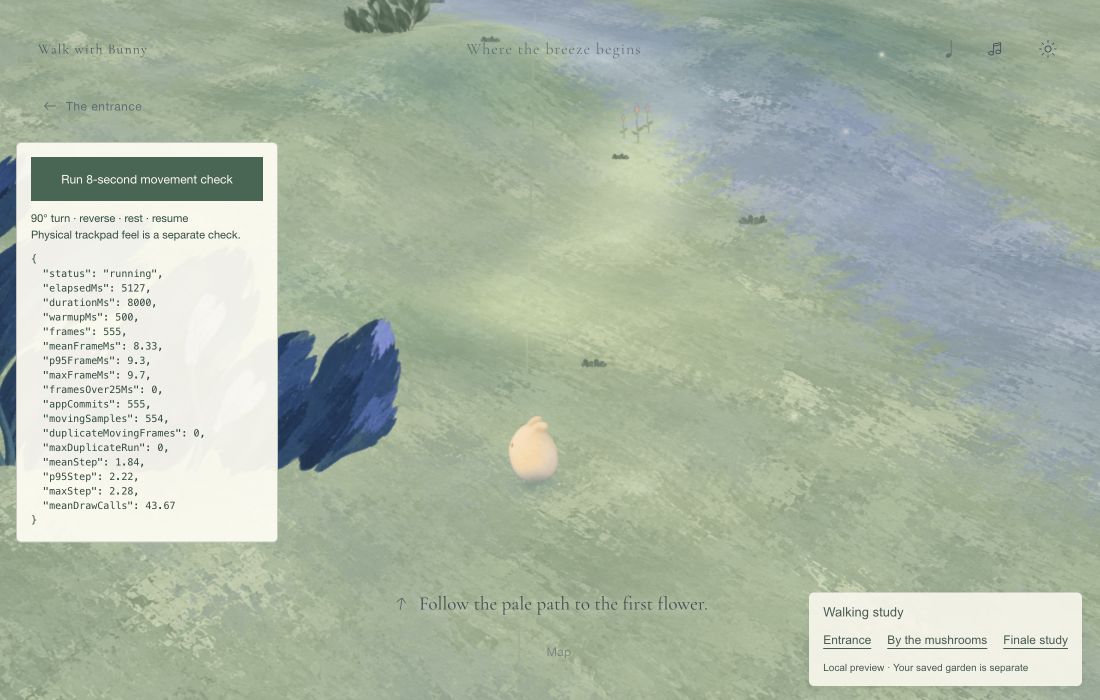 Walk with Bunny
Where the breeze begins
← The entrance
Run 8-second movement check
90° turn · reverse · rest · resume
Physical trackpad feel is a separate check.
{
  "status": "running",
  "elapsedMs": 5127,
  "durationMs": 8000,
  "warmupMs": 500,
  "frames": 555,
  "meanFrameMs": 8.33,
  "p95FrameMs": 9.3,
  "maxFrameMs": 9.7,
  "framesOver25Ms": 0,
  "appCommits": 555,
  "movingSamples": 554,
  "duplicateMovingFrames": 0,
  "maxDuplicateRun": 0,
  "meanStep": 1.84,
  "p95Step": 2.22,
  "maxStep": 2.28,
  "meanDrawCalls": 43.67
}
↑ Follow the pale path to the first flower.
Map
Walking study
Entrance By the mushrooms Finale study
Local preview · Your saved garden is separate